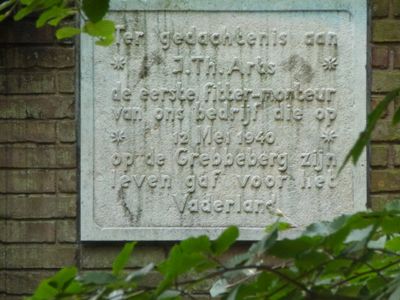 Ter gedachtenis aan
* J.Th. Arts *
de eerste fitter-monteur
van ons bedrijf die op
* 12 Mei 1940 *
op de Grebbeberg zijn
leven gaf voor het
Vaderland